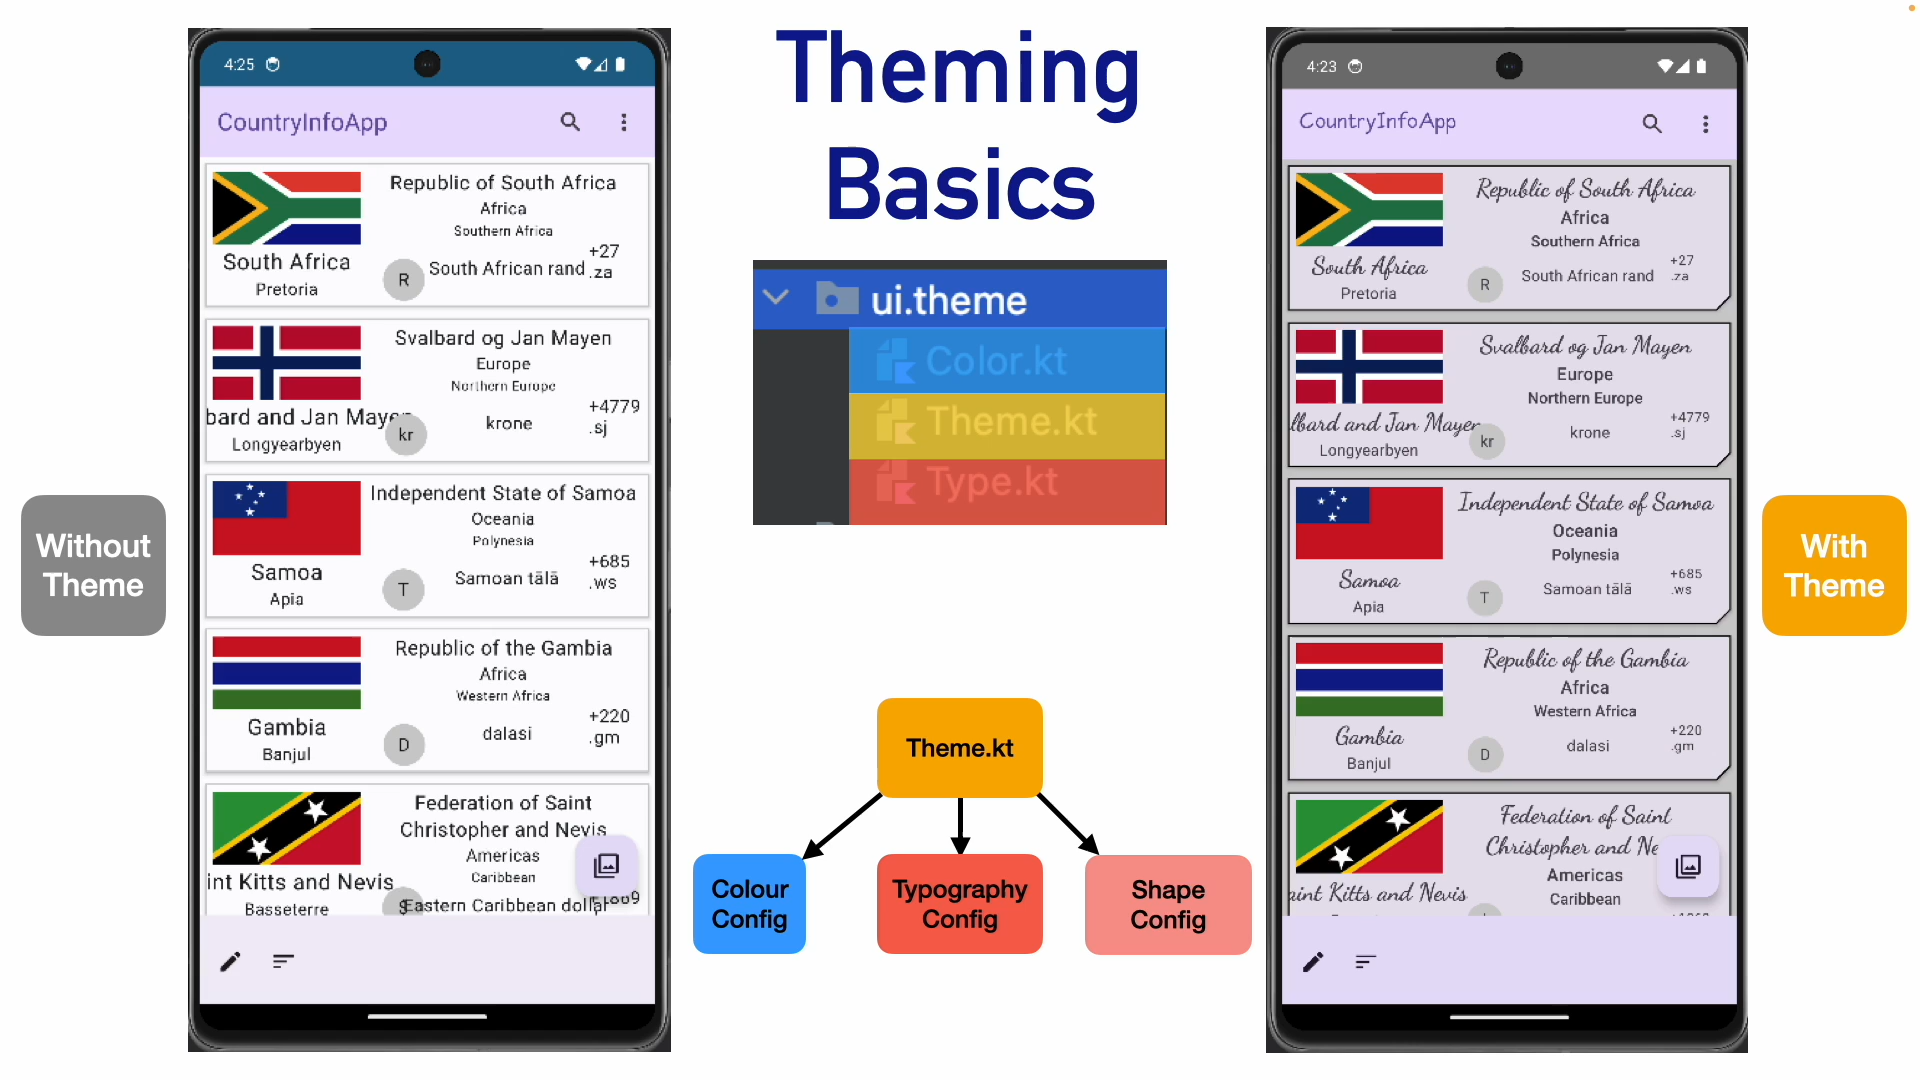 Theming
Basics
Without
Theme
4:25
CountryInfoApp
Republic of South Africa
Africa
Southern Africa
South Africa
Pretoria
R
South African rand
+27
.za
Svalbard og Jan Mayen
Europe
Northern Europe
bard and Jan Mayen
Longyearbyen
kr
krone
+4779
.sj
Independent State of Samoa
Oceania
Polynesia
Samoa
Apia
T
Samoan tālā
+685
.ws
Republic of the Gambia
Africa
Western Africa
Gambia
Banjul
D
dalasi
+220
.gm
Federation of Saint
Christopher and Nevis
Americas
Caribbean
int Kitts and Nevis
Basseterre
Eastern Caribbean dollar
ui.theme
Color.kt
Theme.kt
Type.kt
Theme.kt
Colour
Config
Typography
Config
Shape
Config
4:23
CountryInfoApp
Republic of South Africa
Africa
Southern Africa
South Africa
Pretoria
R
South African rand
+27
.za
Svalbard og Jan Mayen
Europe
Northern Europe
lbard and Jan Mayen
Longyearbyen
kr
krone
+4779
.sj
Independent State of Samoa
Oceania
Polynesia
Samoa
Apia
T
Samoan tālā
+685
.ws
Republic of the Gambia
Africa
Western Africa
Gambia
Banjul
D
dalasi
+220
.gm
Federation of Saint
Christopher and Ne
Americas
Caribbean
aint Kitts and Nevis
With
Theme